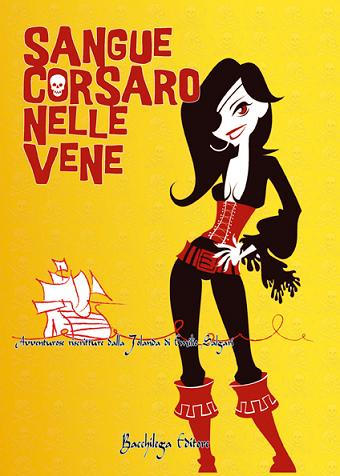 SANGUE
CORSARO
NELLE
VENE
Avventurose riscritture dalla Jolanda di Emilio Salgari
Bacchilega Editore